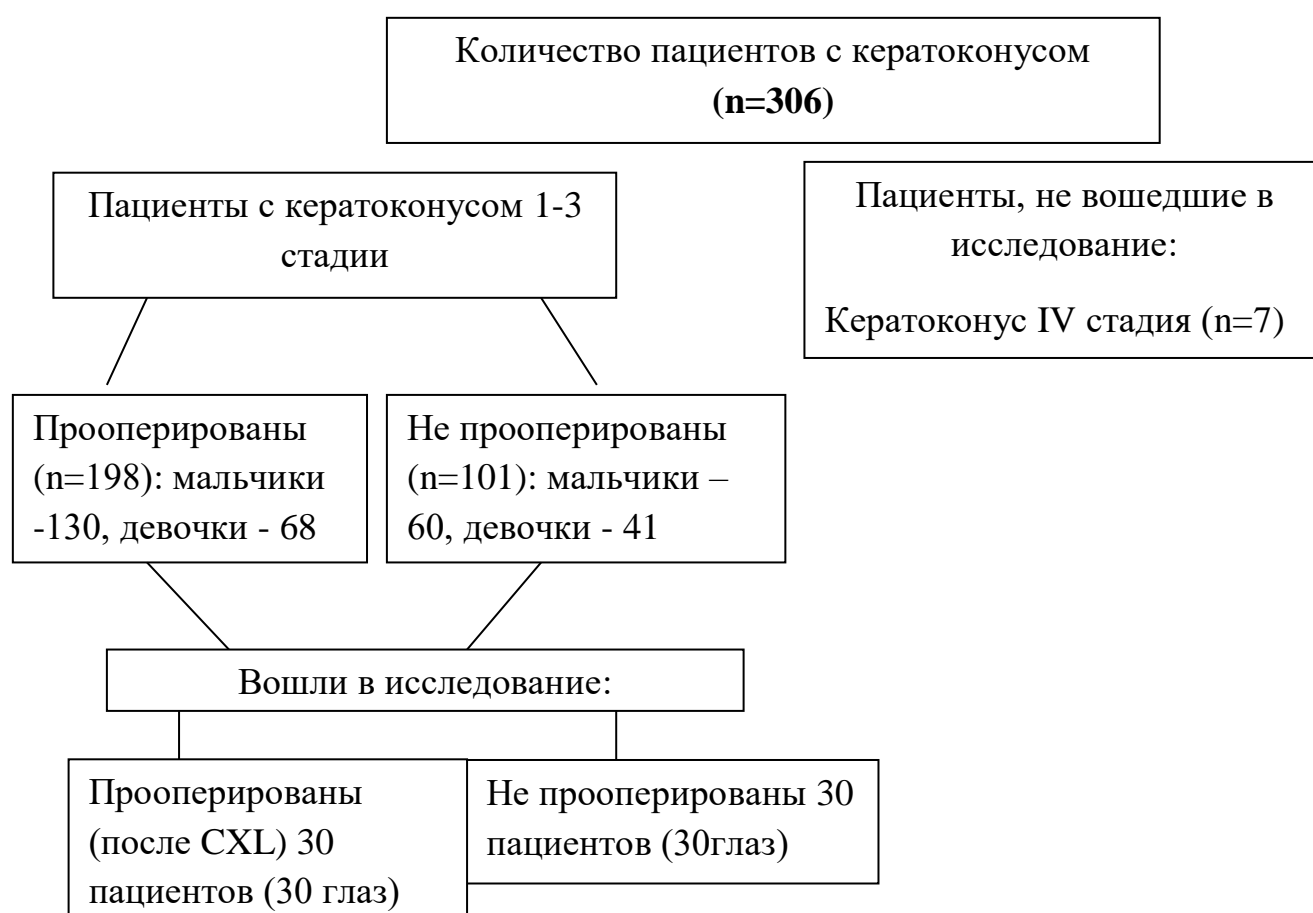 Количество пациентов с кератоконусом
(n=306)
Пациенты с кератоконусом 1-3
стадии
Пациенты, не вошедшие в
исследование:
Кератоконус IV стадия (n=7)
Прооперированы
(n=198): мальчики
-130, девочки - 68
Не прооперированы
(n=101): мальчики –
60, девочки - 41
Вошли в исследование:
Прооперированы
(после CXL) 30
пациентов (30 глаз)
Не прооперированы 30
пациентов (30глаз)